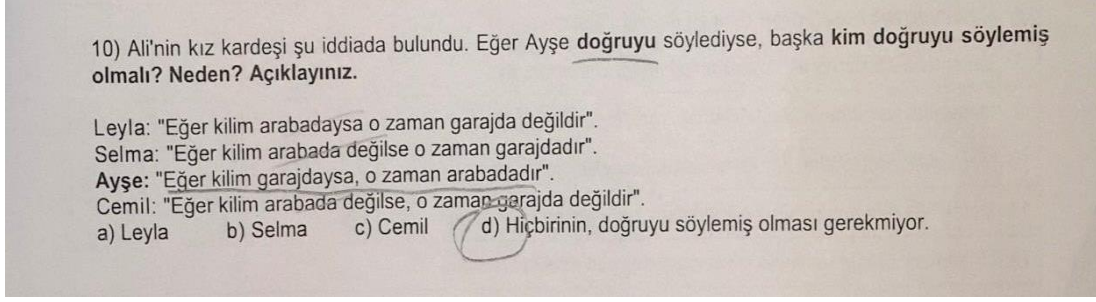 10) Ali'nin kız kardeşi şu iddiada bulundu. Eğer Ayşe doğruyu söylediyse, başka kim doğruyu söylemiş
olmalı? Neden? Açıklayınız.
Leyla: "Eğer kilim arabadaysa o zaman garajda değildir".
Selma: "Eğer kilim arabada değilse o zaman garajdadır".
Ayşe: "Eğer kilim garajdaysa, o zaman arabadadır".
Cemil: "Eğer kilim arabada değilse, o zaman garajda değildir".
a) Leyla b) Selma c) Cemil d) Hiçbirinin, doğruyu söylemiş olması gerekmiyor.